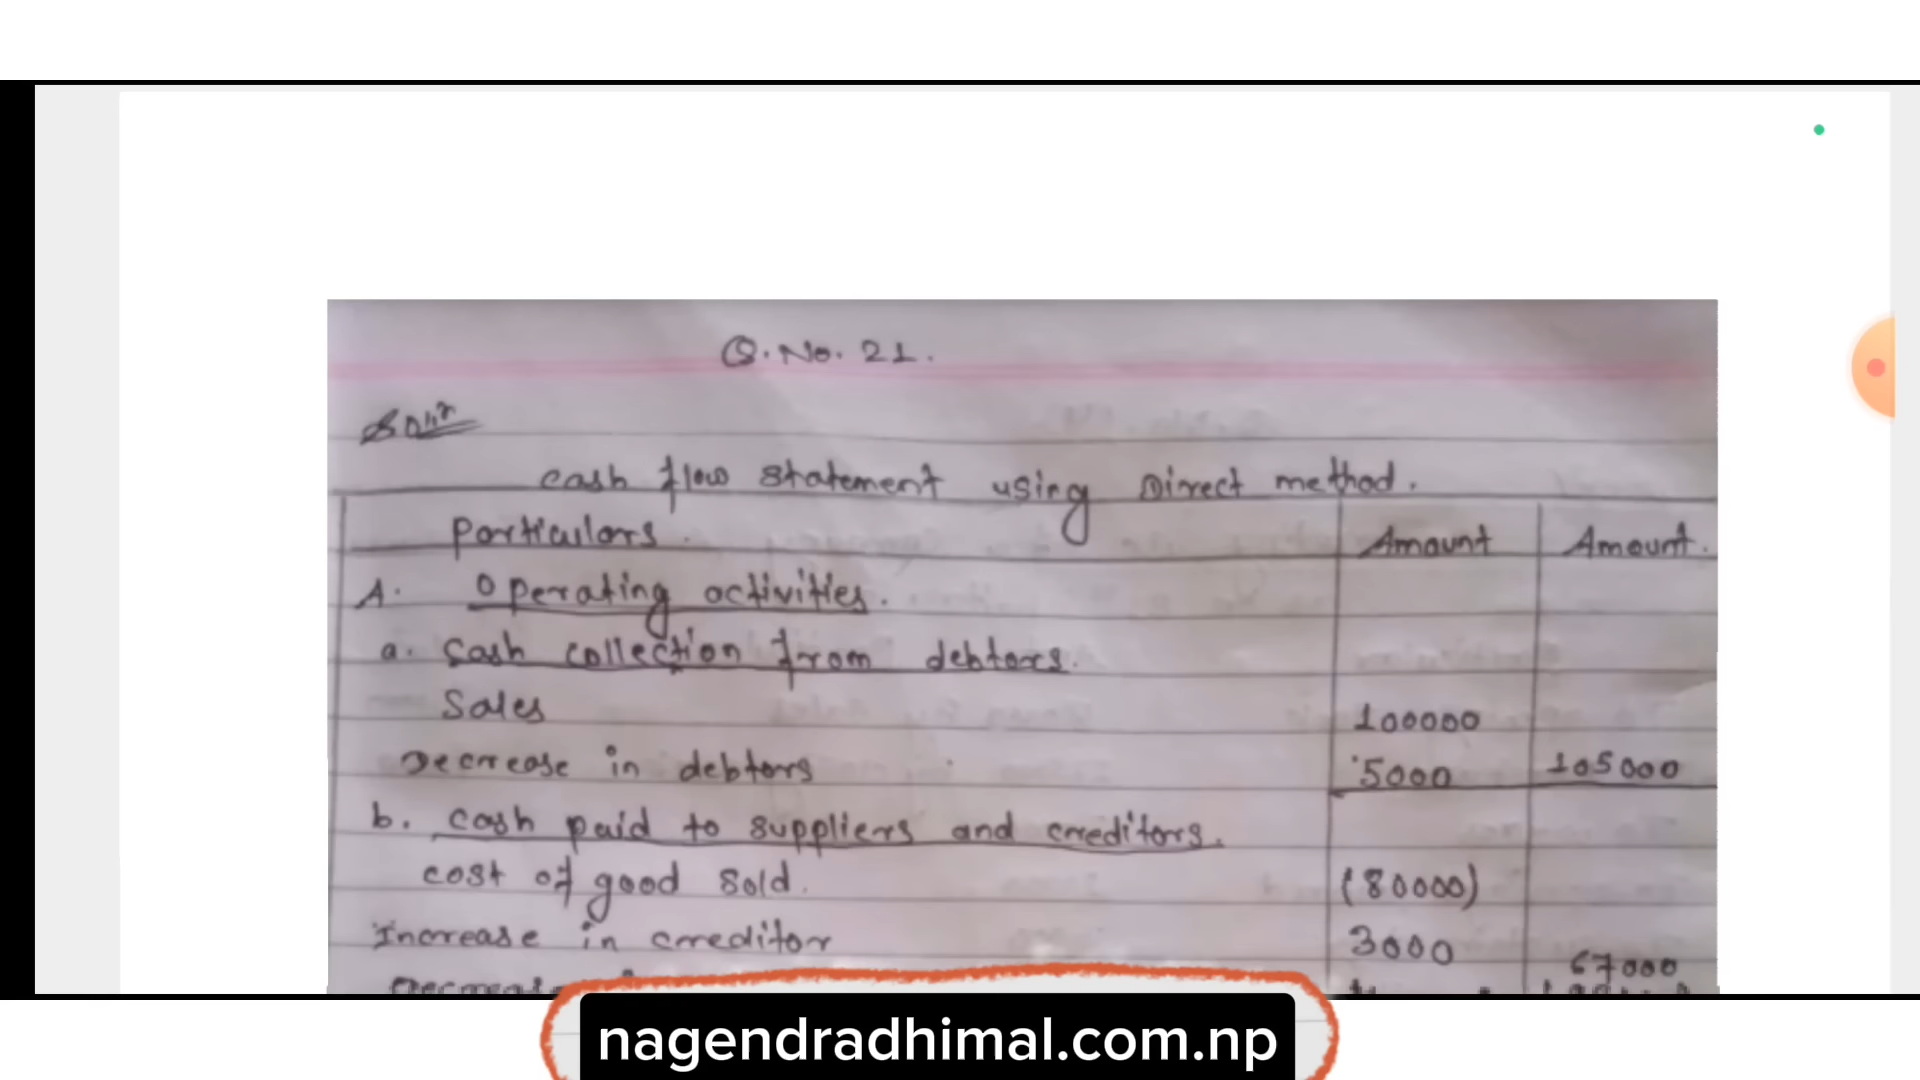 Q. No. 21.
Soln
cash flow statement using Direct method.
Particulars. Amount Amount.
A. Operating activities.
a. Cash collection from debtors.
Sales 100000
Decrease in debtors 5000 105000
b. cash paid to suppliers and creditors.
cost of good sold. (80000)
Increase in creditor 3000
67000
nagendradhimal.com.np